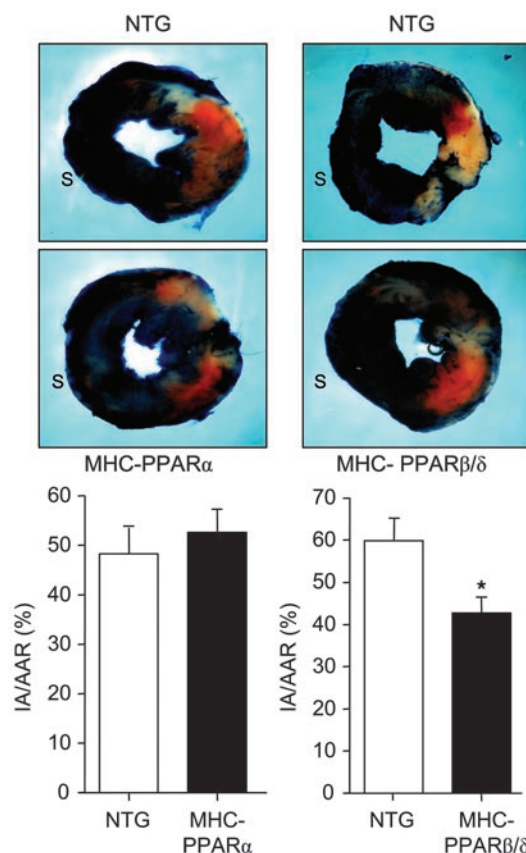 NTG
NTG
S
S
S
S
MHC-PPARα
MHC- PPARβ/δ
60
50
40
30
20
10
0
IA/AAR (%)
NTG
MHC-
PPARα
70
60
50
40
30
20
10
0
IA/AAR (%)
*
NTG
MHC-
PPARβ/δ